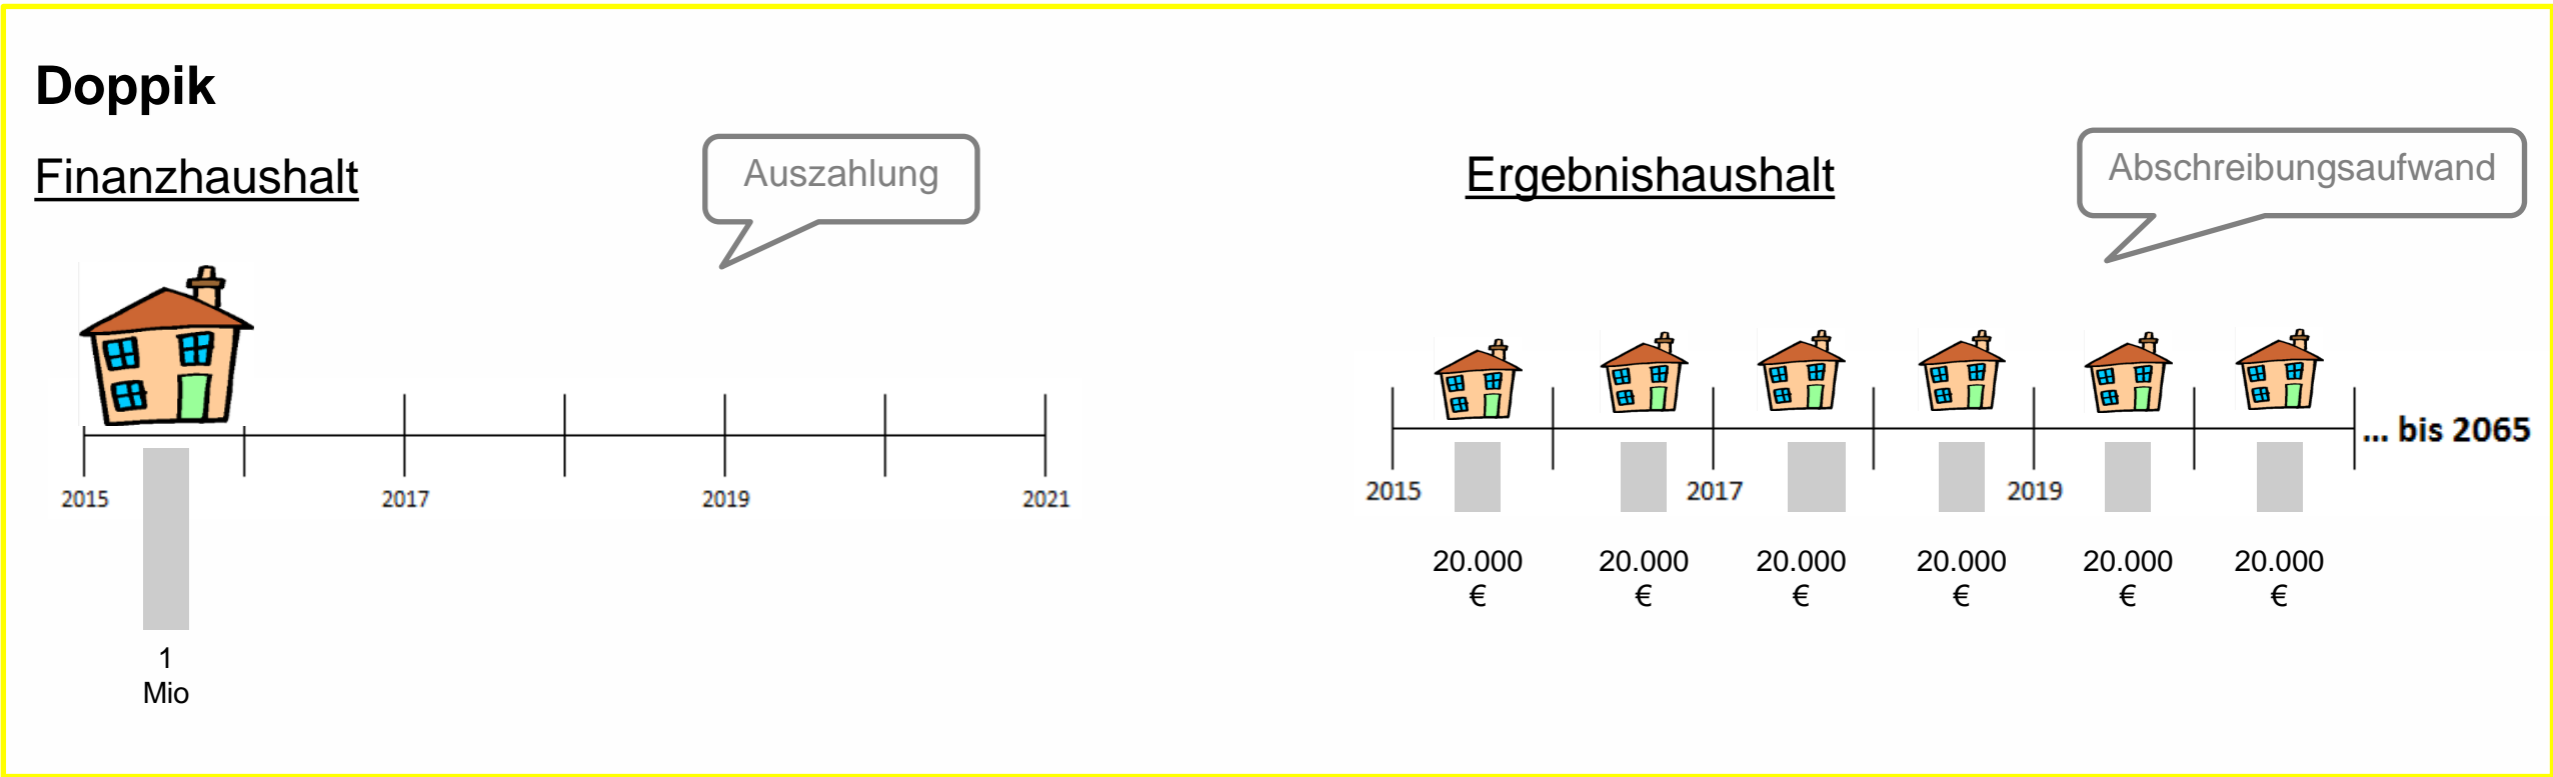 Doppik
Finanzhaushalt
Auszahlung
2015 2017 2019 2021
1
Mio
Ergebnishaushalt
Abschreibungsaufwand
... bis 2065
2015 2017 2019
20.000 20.000 20.000 20.000 20.000 20.000
€ € € € € €